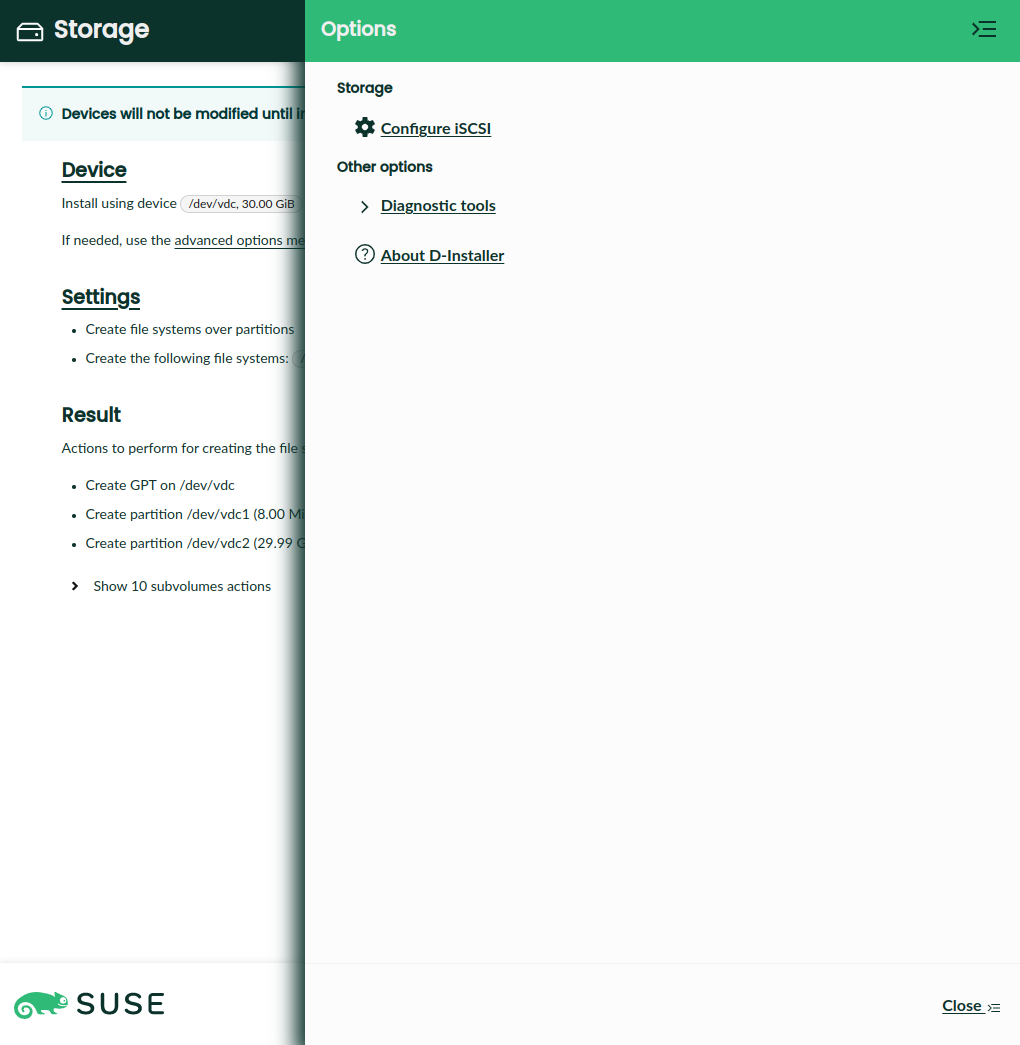 Storage
Devices will not be modified until
Device
Install using device /dev/vdc, 30.00 GiB
If needed, use the advanced options
Settings
Create file systems over partitions
Create the following file systems:
Result
Actions to perform for creating the file
Create GPT on /dev/vdc
Create partition /dev/vdc1 (8.00
Create partition /dev/vdc2 (29.99
Show 10 subvolumes actions
SUSE
Options
Storage
Configure iSCSI
Other options
Diagnostic tools
About D-Installer
Close